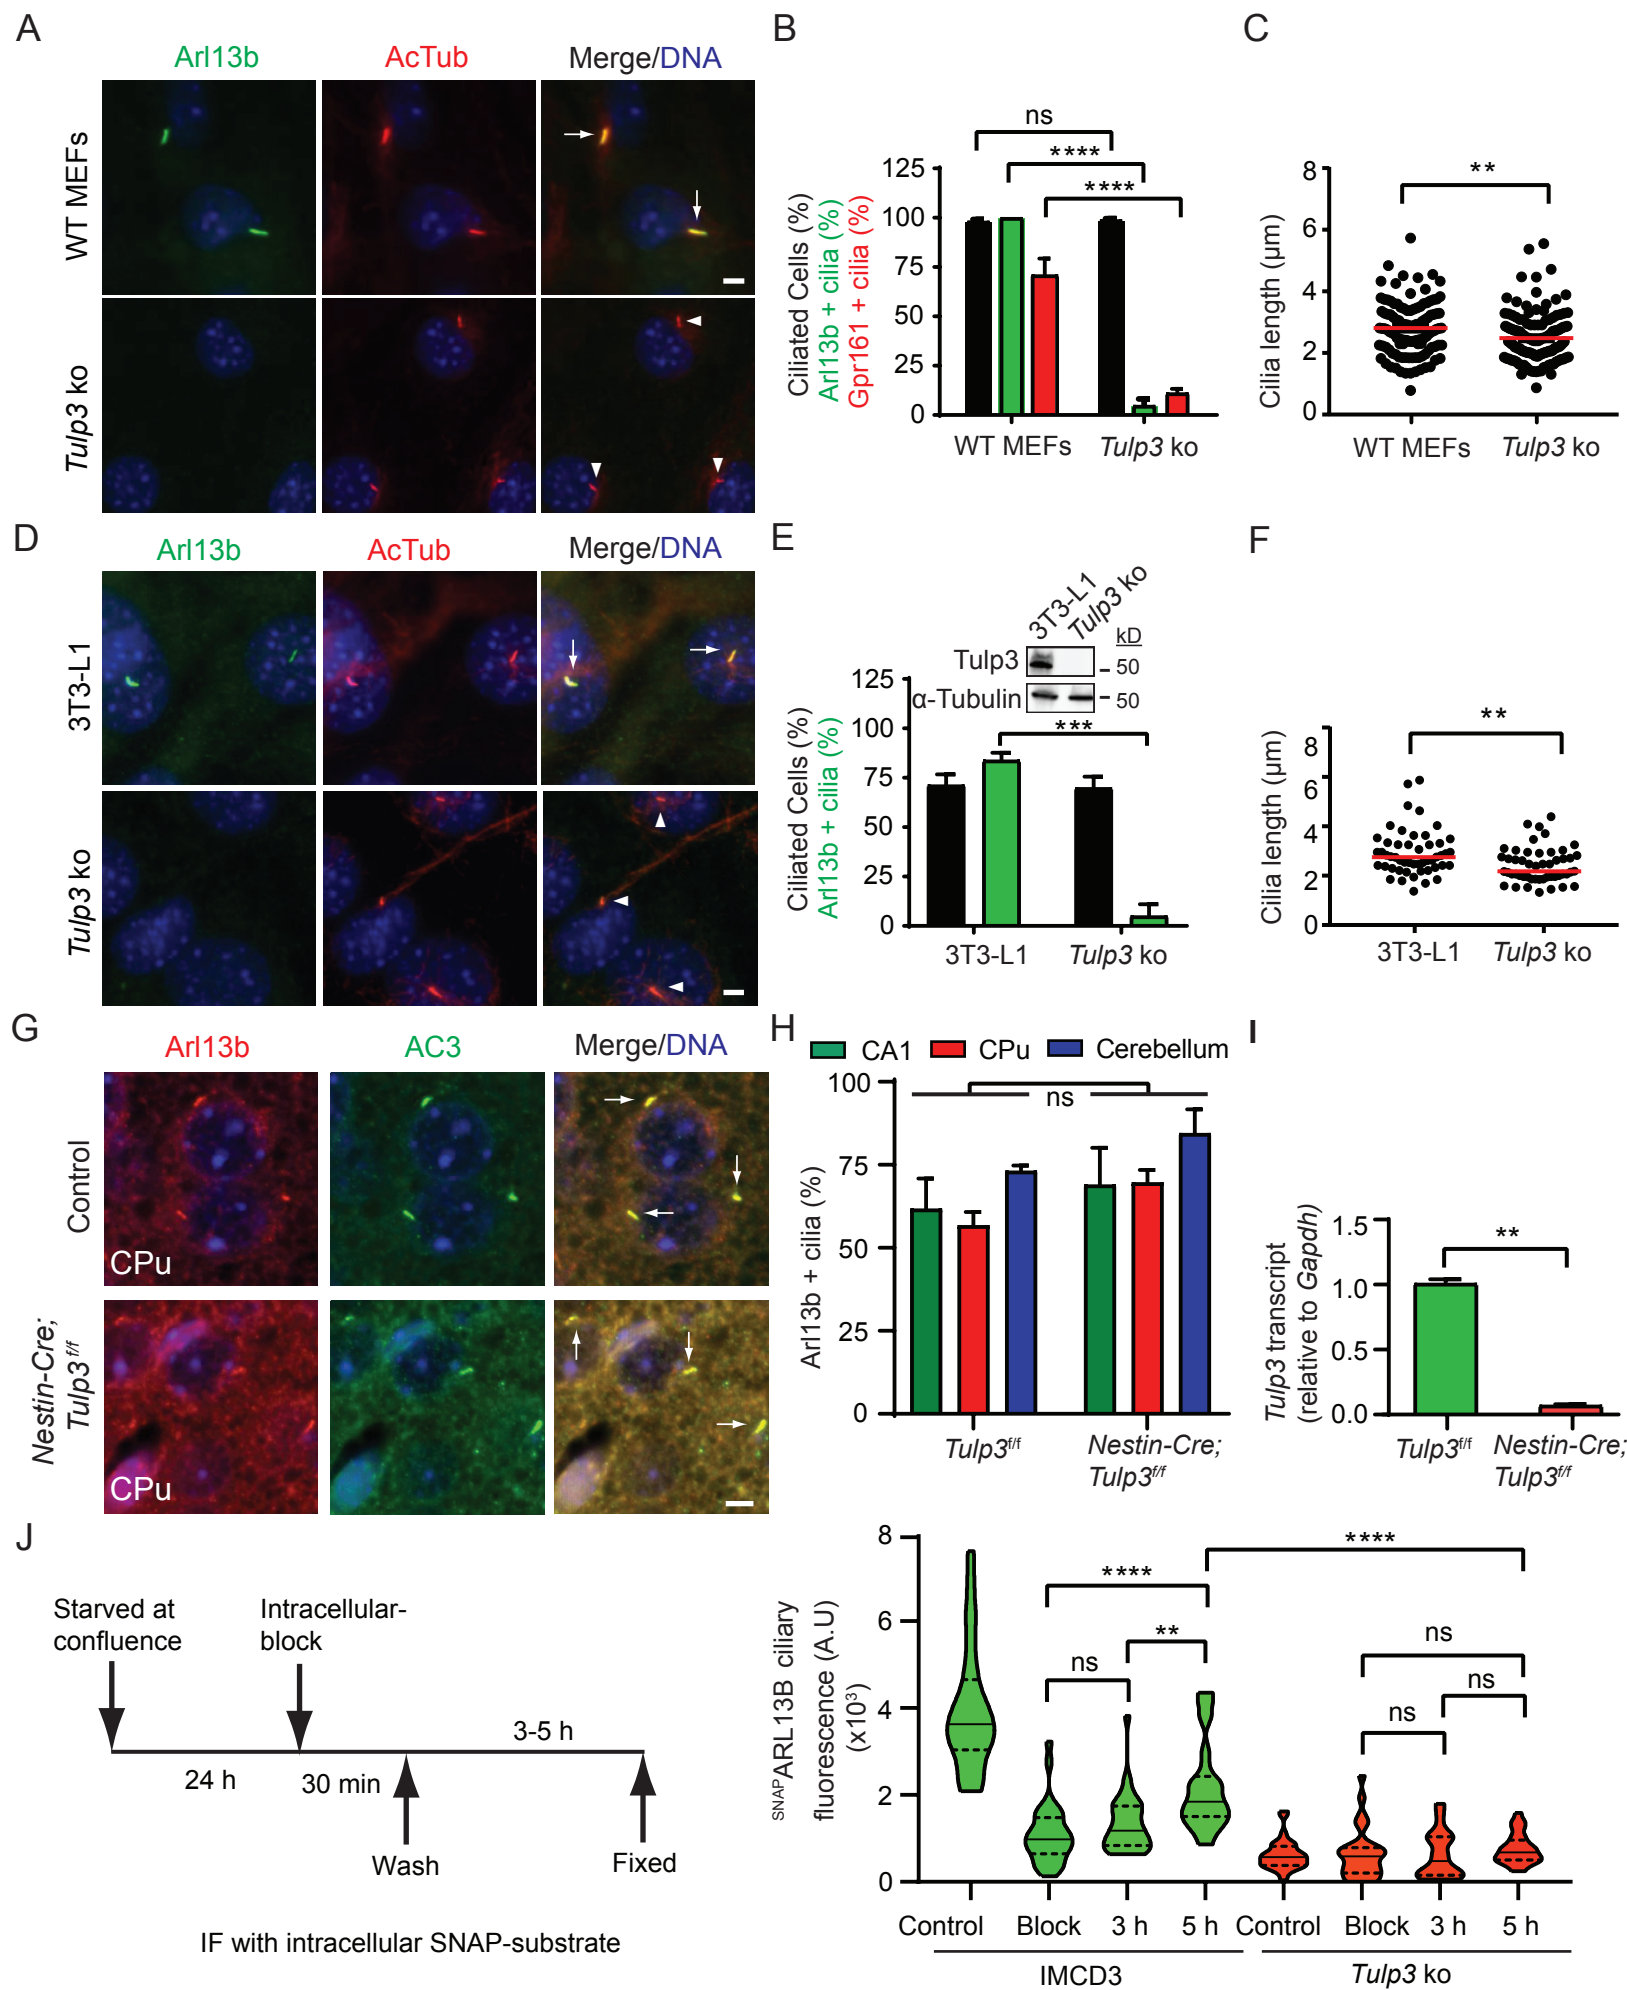 A
Arl13b
AcTub
Merge/DNA
WT MEFs
Tulp3 ko
B
ns
****
****
Ciliated Cells (%)
Arl13b + cilia (%)
Gpr161 + cilia (%)
125
100
75
50
25
0
WT MEFs
Tulp3 ko
C
**
Cilia length (µm)
8
6
4
2
0
WT MEFs
Tulp3 ko
D
Arl13b
AcTub
Merge/DNA
3T3-L1
Tulp3 ko
E
3T3-L1
Tulp3 ko
kD
Tulp3
50
α-Tubulin
50
***
Ciliated Cells (%)
Arl13b + cilia (%)
125
100
75
50
25
0
3T3-L1
Tulp3 ko
F
**
Cilia length (µm)
8
6
4
2
0
3T3-L1
Tulp3 ko
G
Arl13b
AC3
Merge/DNA
Control
CPu
Nestin-Cre;
Tulp3 f/f
CPu
H
CA1
CPu
Cerebellum
ns
Arl13b + cilia (%)
100
75
50
25
0
Tulp3f/f
Nestin-Cre;
Tulp3f/f
I
**
Tulp3 transcript
(relative to Gapdh)
1.5
1.0
0.5
0.0
Tulp3f/f
Nestin-Cre;
Tulp3f/f
J
Starved at
confluence
Intracellular-
block
24 h
30 min
3-5 h
Wash
Fixed
IF with intracellular SNAP-substrate
SNAPARL13B ciliary
fluorescence (A.U)
(x10³)
8
6
4
2
0
****
****
**
ns
ns
ns
ns
Control
Block
3 h
5 h
Control
Block
3 h
5 h
IMCD3
Tulp3 ko